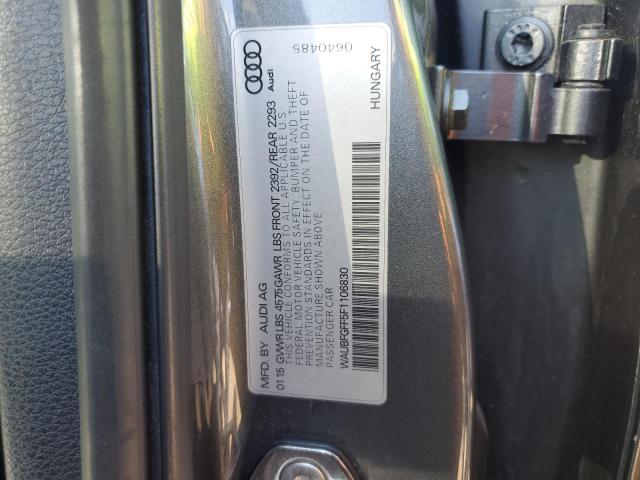 MFD. BY AUDI AG
0115 GVWR LBS 4575 GAWR LBS FRONT 2392/REAR 2293
THIS VEHICLE CONFORMS TO ALL APPLICABLE U.S.
FEDERAL MOTOR VEHICLE SAFETY, BUMPER AND THEFT
PREVENTION STANDARDS IN EFFECT ON THE DATE OF
MANUFACTURE SHOWN ABOVE
PASSENGER CAR
WAUBFGFF5F1106830
Audi
0640485
HUNGARY